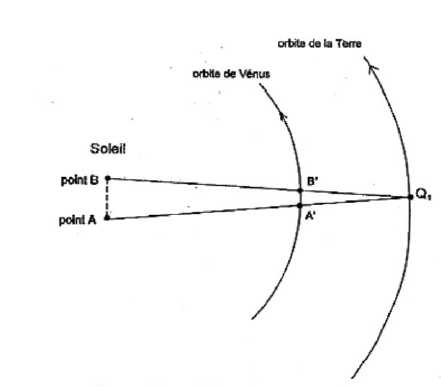 orbite de la Terre
orbite de Vénus
Soleil
point B
B'
Q₁
point A
A'